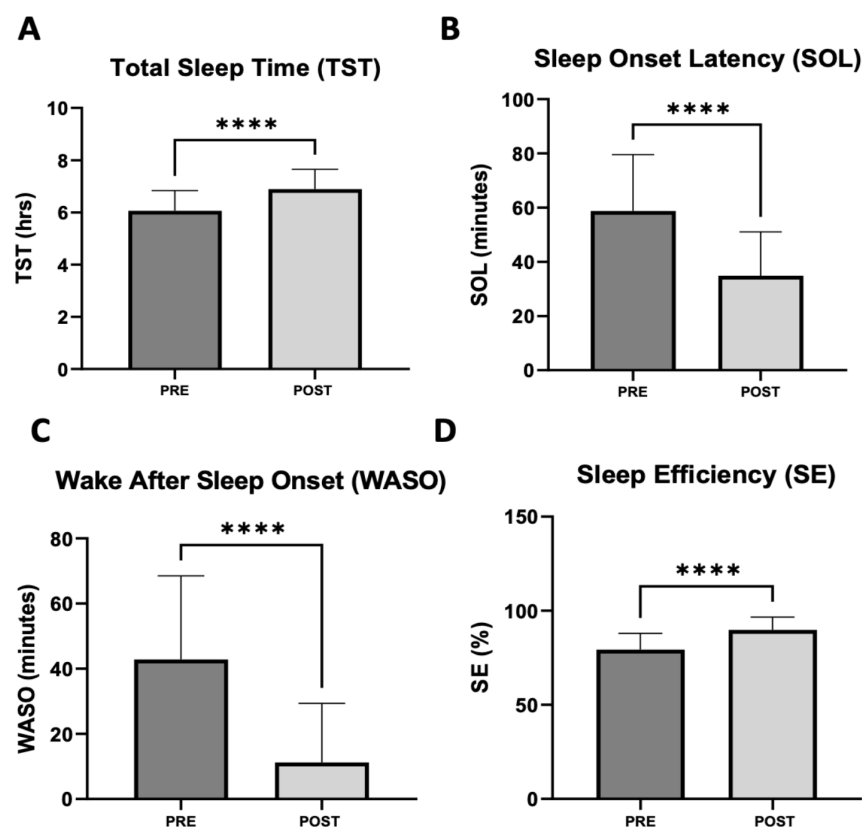 A
Total Sleep Time (TST)
10
8
6
4
2
0
TST (hrs)
****
PRE
POST
B
Sleep Onset Latency (SOL)
100
80
60
40
20
0
SOL (minutes)
****
PRE
POST
C
Wake After Sleep Onset (WASO)
80
60
40
20
0
WASO (minutes)
****
PRE
POST
D
Sleep Efficiency (SE)
150
100
50
0
SE (%)
****
PRE
POST